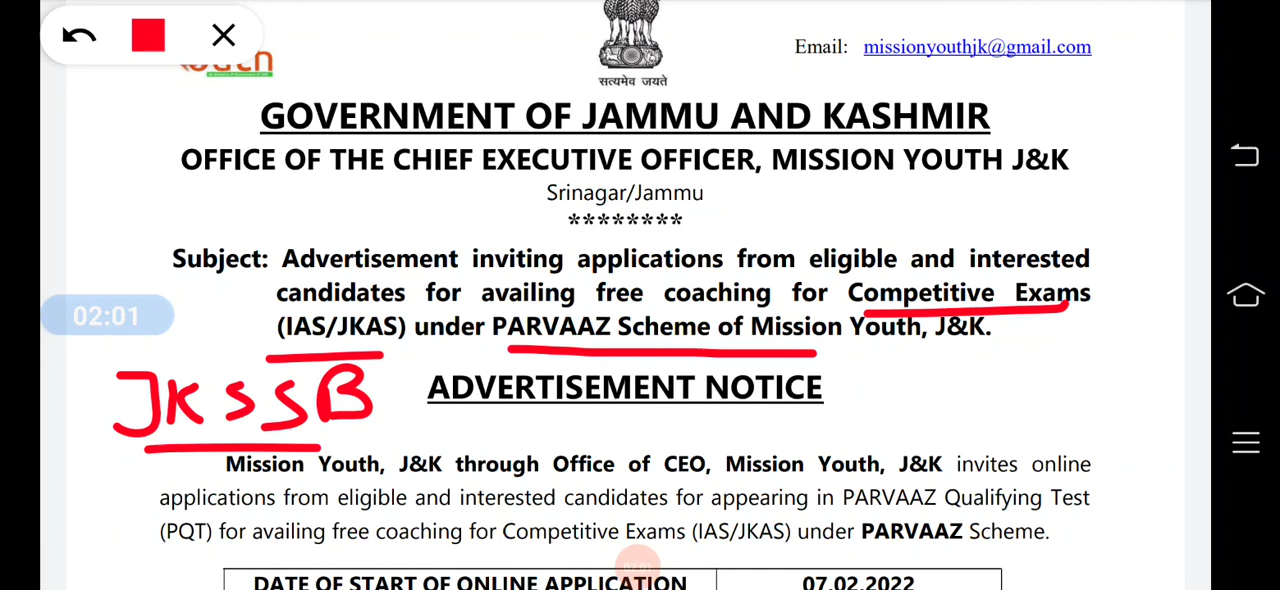 Email: missionyouthjk@gmail.com
सत्यमेव जयते
GOVERNMENT OF JAMMU AND KASHMIR
OFFICE OF THE CHIEF EXECUTIVE OFFICER, MISSION YOUTH J&K
Srinagar/Jammu
********
Subject: Advertisement inviting applications from eligible and interested
candidates for availing free coaching for Competitive Exams
(IAS/JKAS) under PARVAAZ Scheme of Mission Youth, J&K.
02:01
JKSSB
ADVERTISEMENT NOTICE
Mission Youth, J&K through Office of CEO, Mission Youth, J&K invites online
applications from eligible and interested candidates for appearing in PARVAAZ Qualifying Test
(PQT) for availing free coaching for Competitive Exams (IAS/JKAS) under PARVAAZ Scheme.
02:01
DATE OF START OF ONLINE APPLICATION 07.02.2022